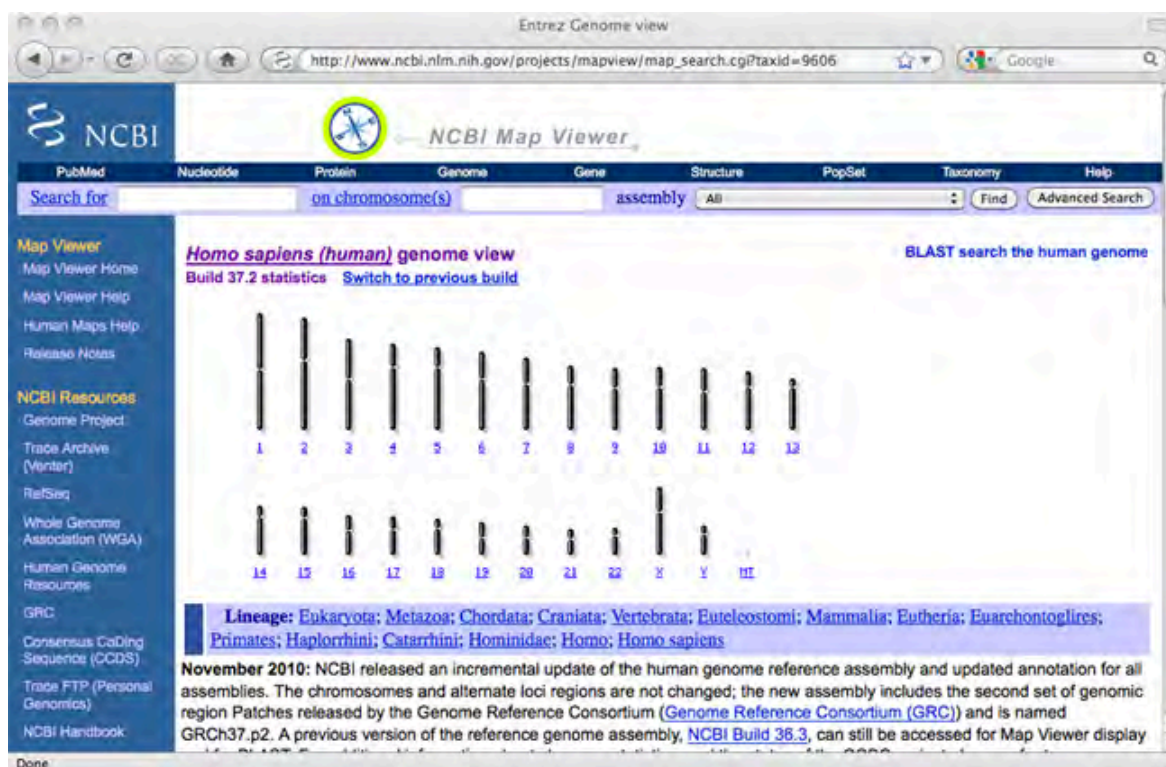 Entrez Genome view
http://www.ncbi.nlm.nih.gov/projects/mapview/map_search.cgi?taxid=9606
Google
NCBI
NCBI Map Viewer
PubMed Nucleotide Protein Genome Gene Structure PopSet Taxonomy Help
Search for on chromosome(s) assembly All Find Advanced Search
Map Viewer
Map Viewer Home
Map Viewer Help
Human Maps Help
Release Notes
NCBI Resources
Genome Project
Trace Archive
(Venter)
RefSeq
Whole Genome
Association (WGA)
Human Genome
Resources
GRC
Consensus CoDing
Sequence (CCDS)
Trace FTP (Personal
Genomics)
NCBI Handbook
Homo sapiens (human) genome view
BLAST search the human genome
Build 37.2 statistics Switch to previous build
1 2 3 4 5 6 7 8 9 10 11 12 13
14 15 16 17 18 19 20 21 22 X Y MT
Lineage: Eukaryota; Metazoa; Chordata; Craniata; Vertebrata; Euteleostomi; Mammalia; Eutheria; Euarchontoglires;
Primates; Haplorrhini; Catarrhini; Hominidae; Homo; Homo sapiens
November 2010: NCBI released an incremental update of the human genome reference assembly and updated annotation for all
assemblies. The chromosomes and alternate loci regions are not changed; the new assembly includes the second set of genomic
region Patches released by the Genome Reference Consortium (Genome Reference Consortium (GRC)) and is named
GRCh37.p2. A previous version of the reference genome assembly, NCBI Build 36.3, can still be accessed for Map Viewer display
Done